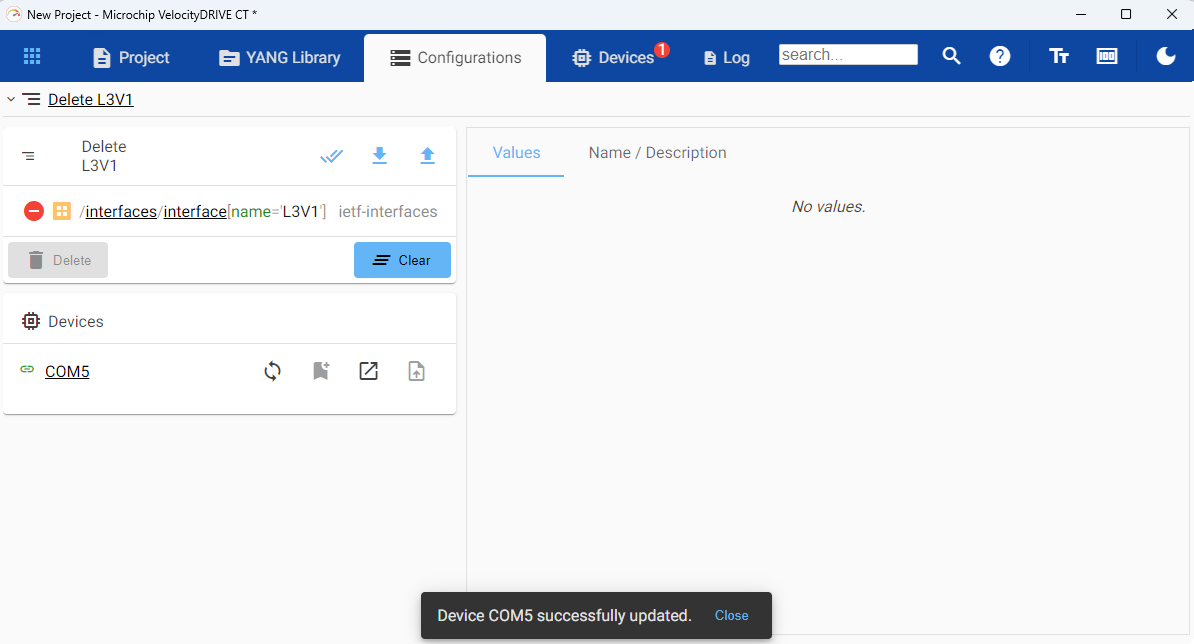 New Project - Microchip VelocityDRIVE CT *
Project
YANG Library
Configurations
Devices
1
Log
search...
Delete L3V1
Delete
L3V1
/interfaces/interface[name='L3V1'] ietf-interfaces
Delete
Clear
Devices
COM5
Values
Name / Description
No values.
Device COM5 successfully updated.
Close